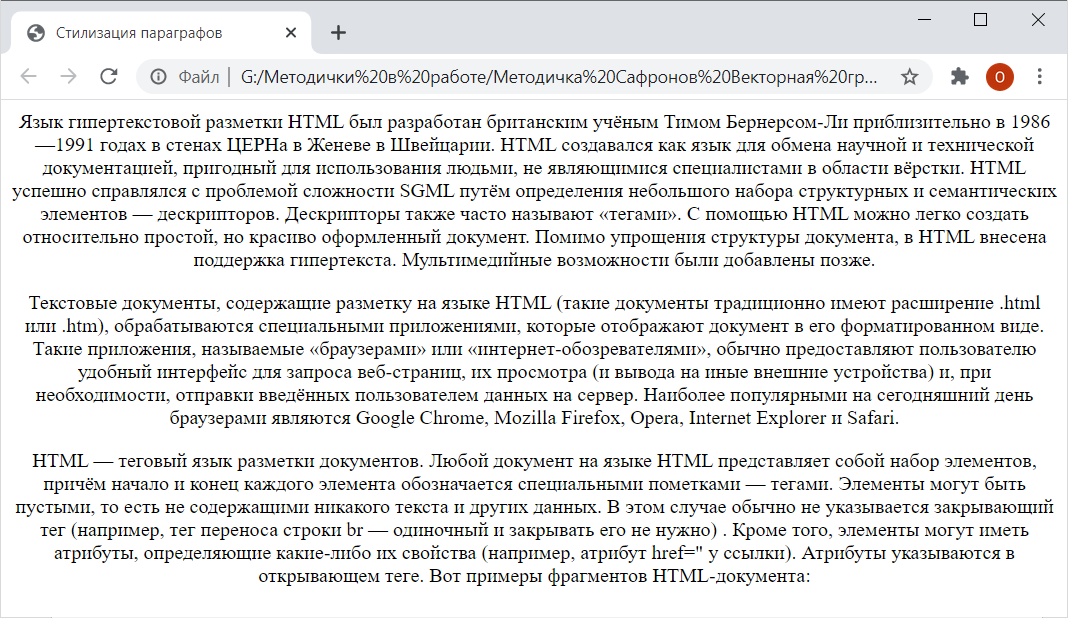 Стилизация параграфов
Файл G:/Методички%20в%20работе/Методичка%20Сафронов%20Векторная%20гр...
О
Язык гипертекстовой разметки HTML был разработан британским учёным Тимом Бернерсом-Ли приблизительно в 1986
—1991 годах в стенах ЦЕРНа в Женеве в Швейцарии. HTML создавался как язык для обмена научной и технической
документацией, пригодный для использования людьми, не являющимися специалистами в области вёрстки. HTML
успешно справлялся с проблемой сложности SGML путём определения небольшого набора структурных и семантических
элементов — дескрипторов. Дескрипторы также часто называют «тегами». С помощью HTML можно легко создать
относительно простой, но красиво оформленный документ. Помимо упрощения структуры документа, в HTML внесена
поддержка гипертекста. Мультимедийные возможности были добавлены позже.
Текстовые документы, содержащие разметку на языке HTML (такие документы традиционно имеют расширение .html
или .htm), обрабатываются специальными приложениями, которые отображают документ в его форматированном виде.
Такие приложения, называемые «браузерами» или «интернет-обозревателями», обычно предоставляют пользователю
удобный интерфейс для запроса веб-страниц, их просмотра (и вывода на иные внешние устройства) и, при
необходимости, отправки введённых пользователем данных на сервер. Наиболее популярными на сегодняшний день
браузерами являются Google Chrome, Mozilla Firefox, Opera, Internet Explorer и Safari.
HTML — теговый язык разметки документов. Любой документ на языке HTML представляет собой набор элементов,
причём начало и конец каждого элемента обозначается специальными пометками — тегами. Элементы могут быть
пустыми, то есть не содержащими никакого текста и других данных. В этом случае обычно не указывается закрывающий
тег (например, тег переноса строки br — одиночный и закрывать его не нужно) . Кроме того, элементы могут иметь
атрибуты, определяющие какие-либо их свойства (например, атрибут href=" у ссылки). Атрибуты указываются в
открывающем теге. Вот примеры фрагментов HTML-документа: